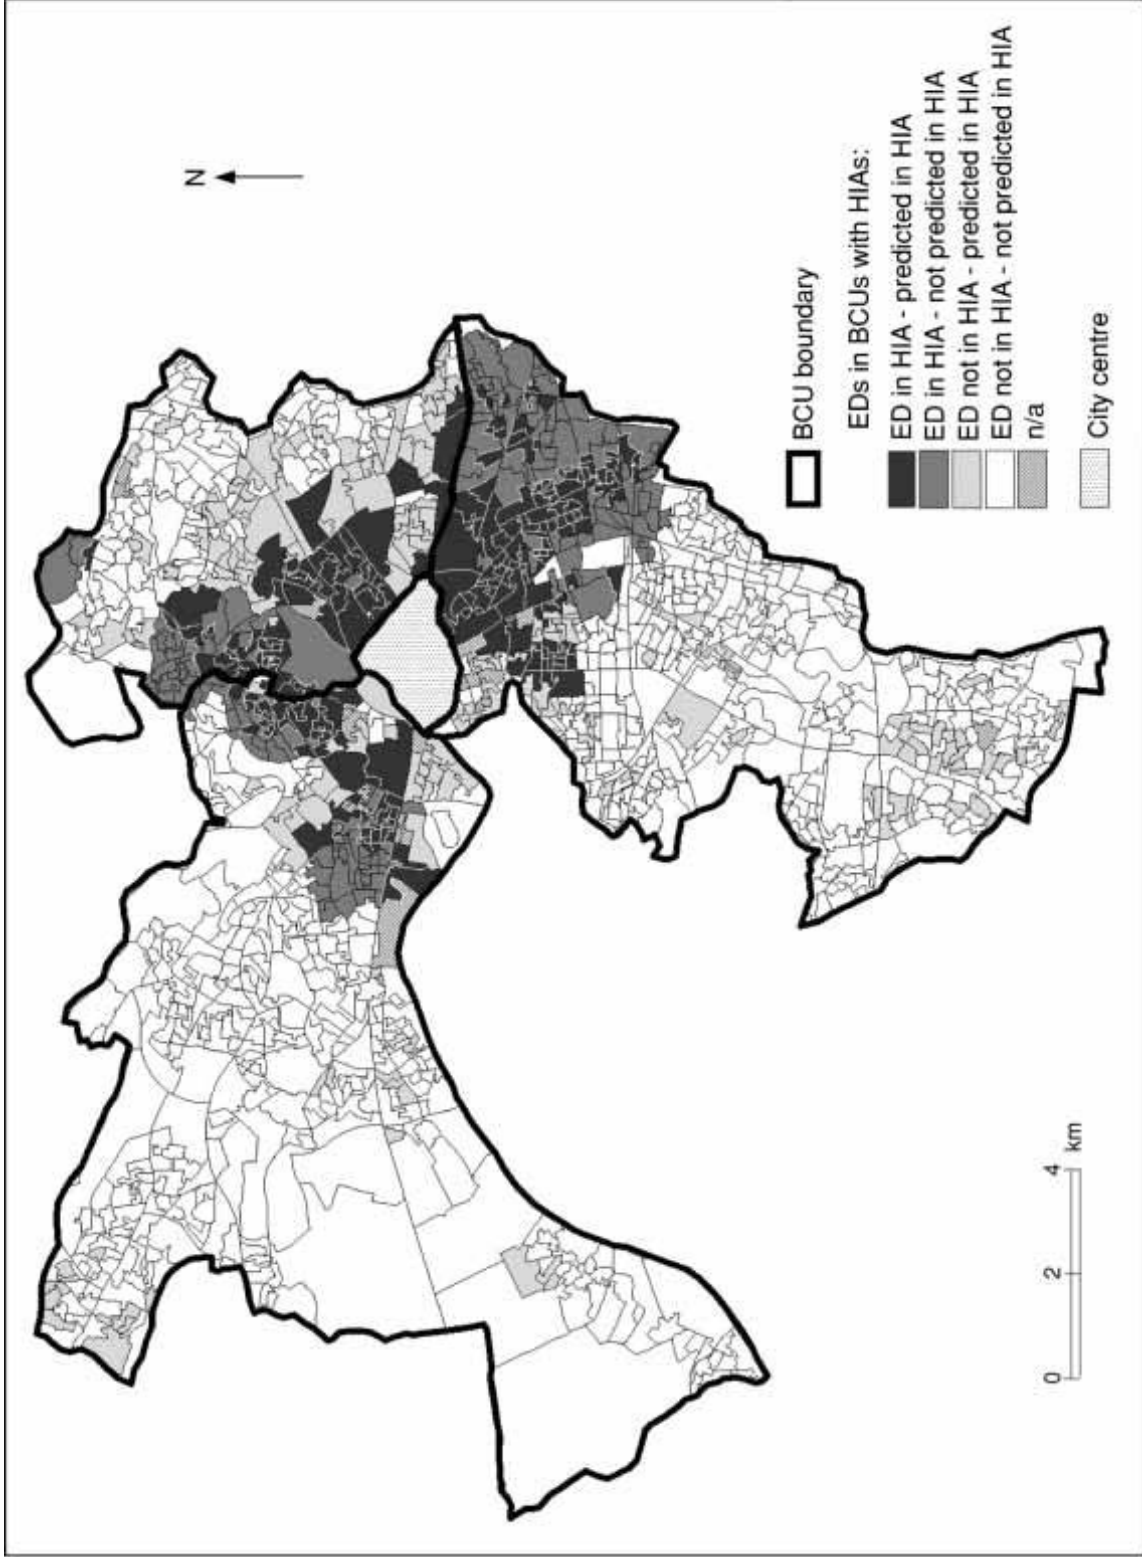 N
BCU boundary
EDs in BCUs with HIAs:
ED in HIA - predicted in HIA
ED in HIA - not predicted in HIA
ED not in HIA - predicted in HIA
ED not in HIA - not predicted in HIA
n/a
City centre
0 2 4
km